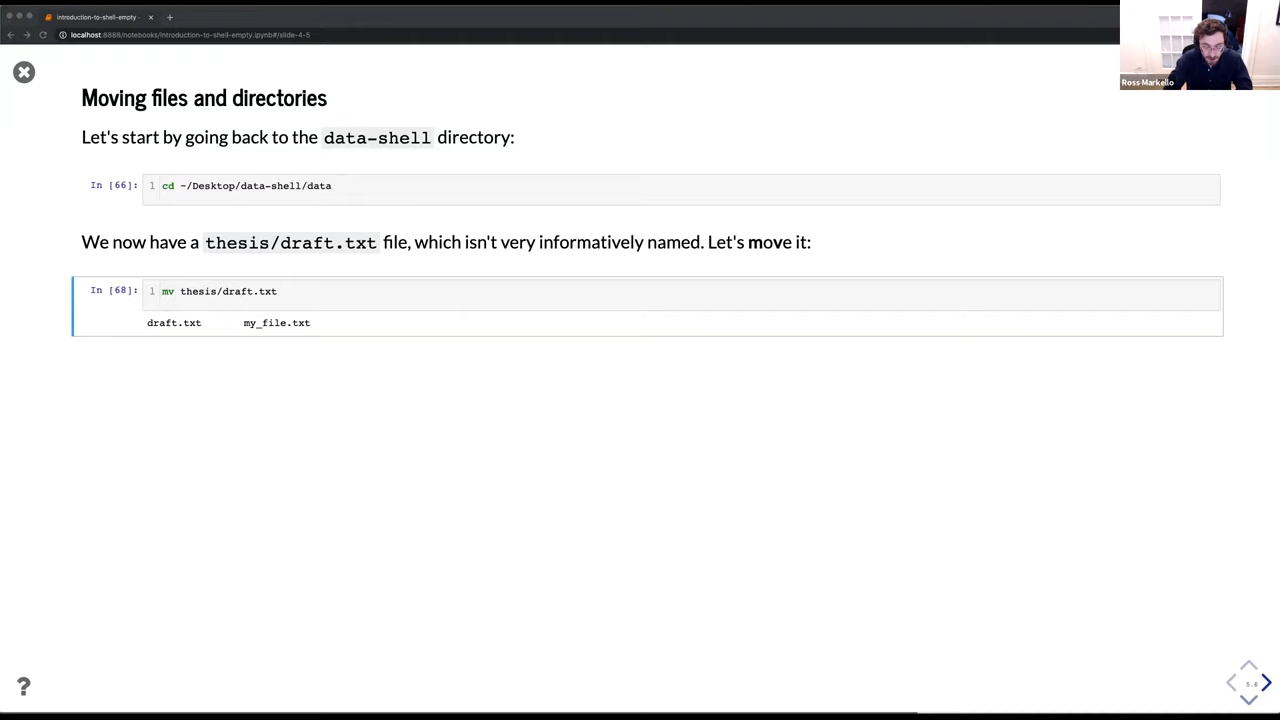 introduction-to-shell-empty
localhost:8888/notebooks/introduction-to-shell-empty.ipynb#/slide-4-5
Ross Markello
Moving files and directories
Let's start by going back to the data-shell directory:
In [66]: 1 cd ~/Desktop/data-shell/data
We now have a thesis/draft.txt file, which isn't very informatively named. Let's move it:
In [68]: 1 mv thesis/draft.txt
draft.txt my_file.txt
?
5.6